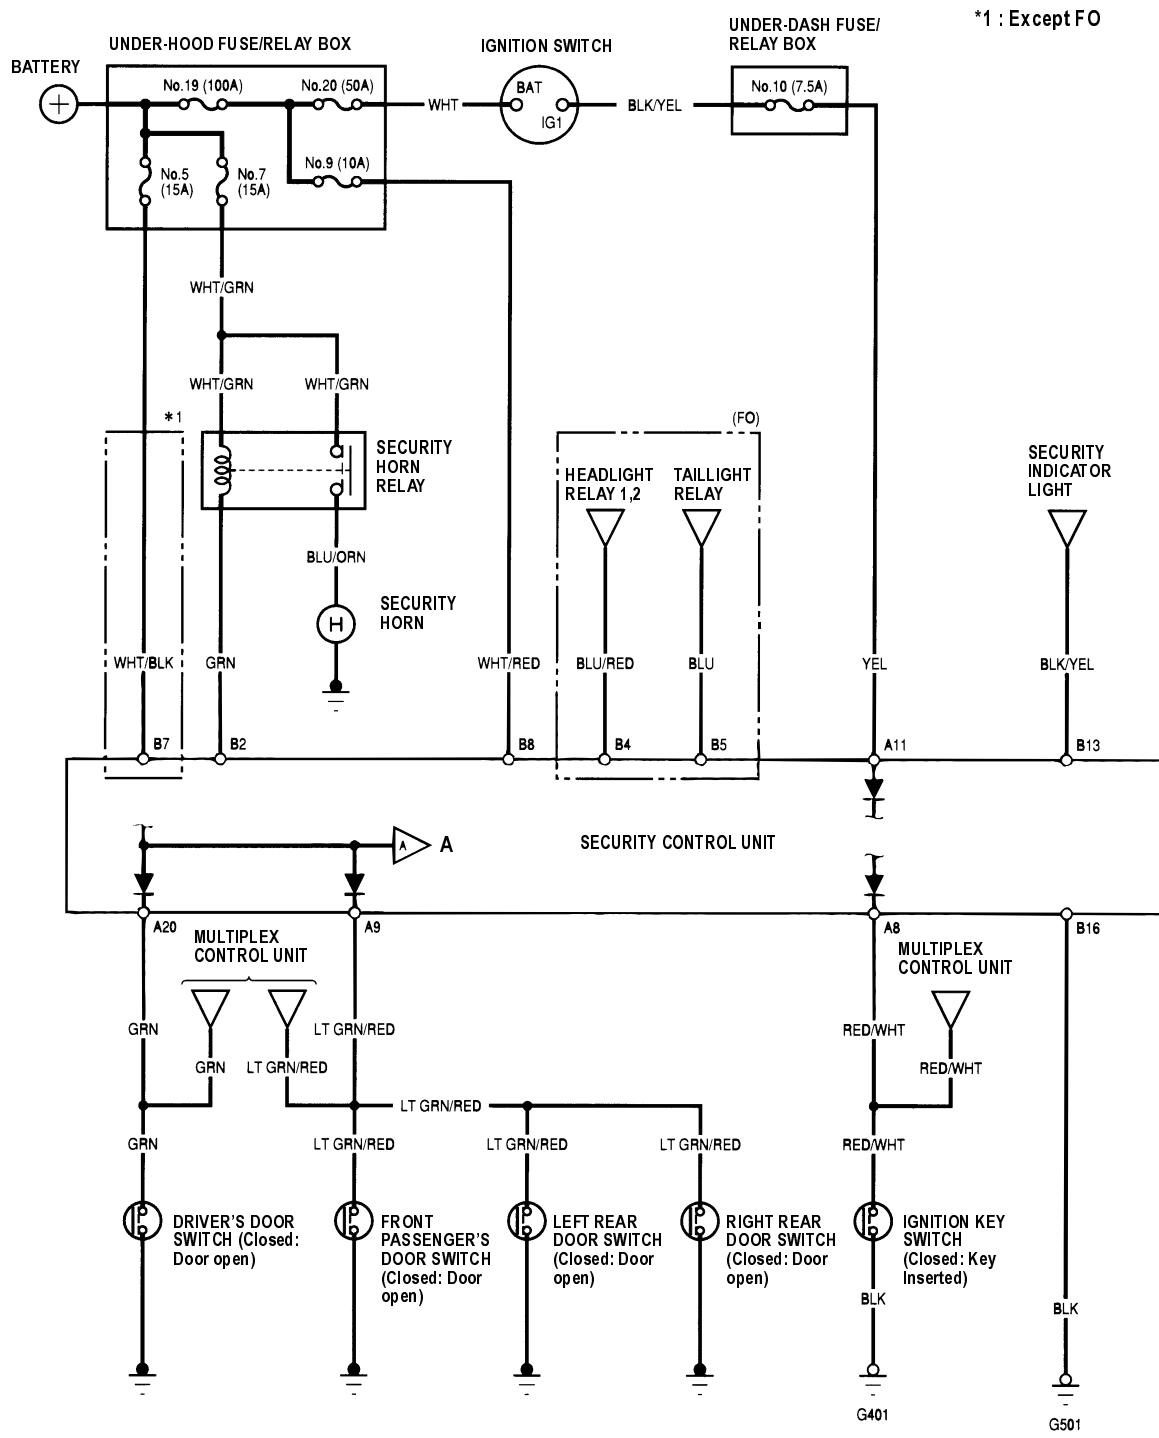 *1 : Except FO
UNDER-DASH FUSE/
RELAY BOX
UNDER-HOOD FUSE/RELAY BOX
IGNITION SWITCH
BATTERY
No.19 (100A)
No.20 (50A)
WHT
BAT
IG1
BLK/YEL
No.10 (7.5A)
No.5
(15A)
No.7
(15A)
No.9 (10A)
WHT/GRN
WHT/GRN
WHT/GRN
*1
(FO)
SECURITY
HORN
RELAY
HEADLIGHT
RELAY 1,2
TAILLIGHT
RELAY
SECURITY
INDICATOR
LIGHT
BLU/ORN
SECURITY
HORN
H
WHT/BLK
GRN
WHT/RED
BLU/RED
BLU
YEL
BLK/YEL
B7
B2
B8
B4
B5
A11
B13
A
A
SECURITY CONTROL UNIT
A20
A9
A8
B16
MULTIPLEX
CONTROL UNIT
MULTIPLEX
CONTROL UNIT
GRN
LT GRN/RED
RED/WHT
GRN
LT GRN/RED
RED/WHT
LT GRN/RED
GRN
LT GRN/RED
LT GRN/RED
LT GRN/RED
RED/WHT
DRIVER'S DOOR
SWITCH (Closed:
Door open)
FRONT
PASSENGER'S
DOOR SWITCH
(Closed: Door
open)
LEFT REAR
DOOR SWITCH
(Closed: Door
open)
RIGHT REAR
DOOR SWITCH
(Closed: Door
open)
IGNITION KEY
SWITCH
(Closed: Key
Inserted)
BLK
BLK
G401
G501